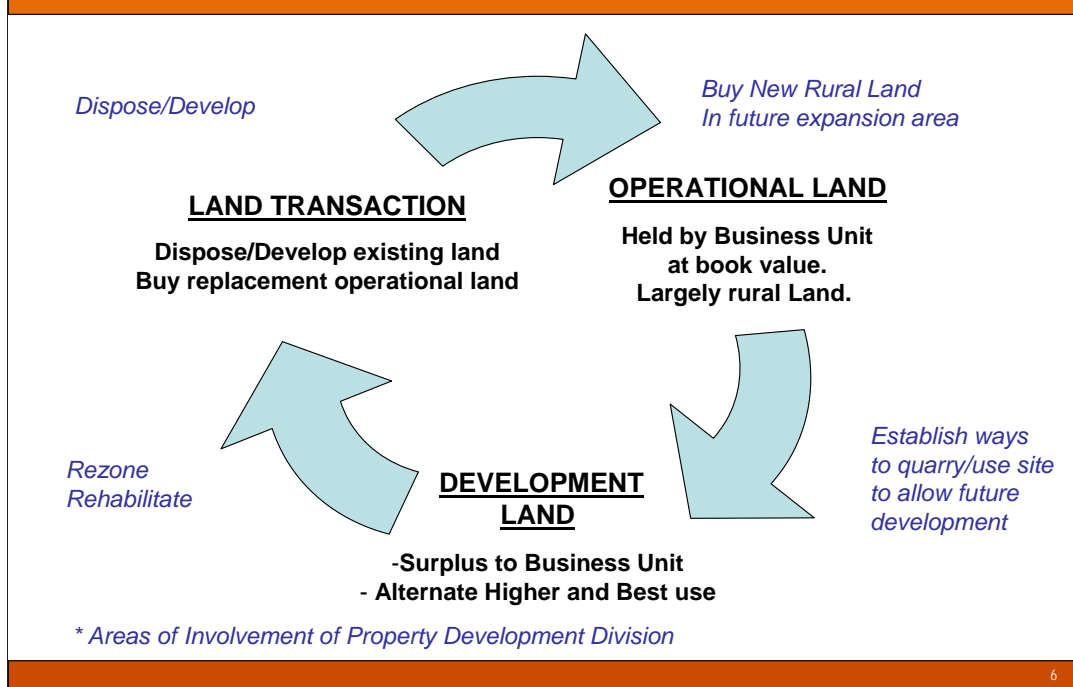 Dispose/Develop
Buy New Rural Land
In future expansion area
LAND TRANSACTION
Dispose/Develop existing land
Buy replacement operational land
OPERATIONAL LAND
Held by Business Unit
at book value.
Largely rural Land.
Establish ways
to quarry/use site
to allow future
development
DEVELOPMENT
LAND
-Surplus to Business Unit
- Alternate Higher and Best use
Rezone
Rehabilitate
* Areas of Involvement of Property Development Division
6